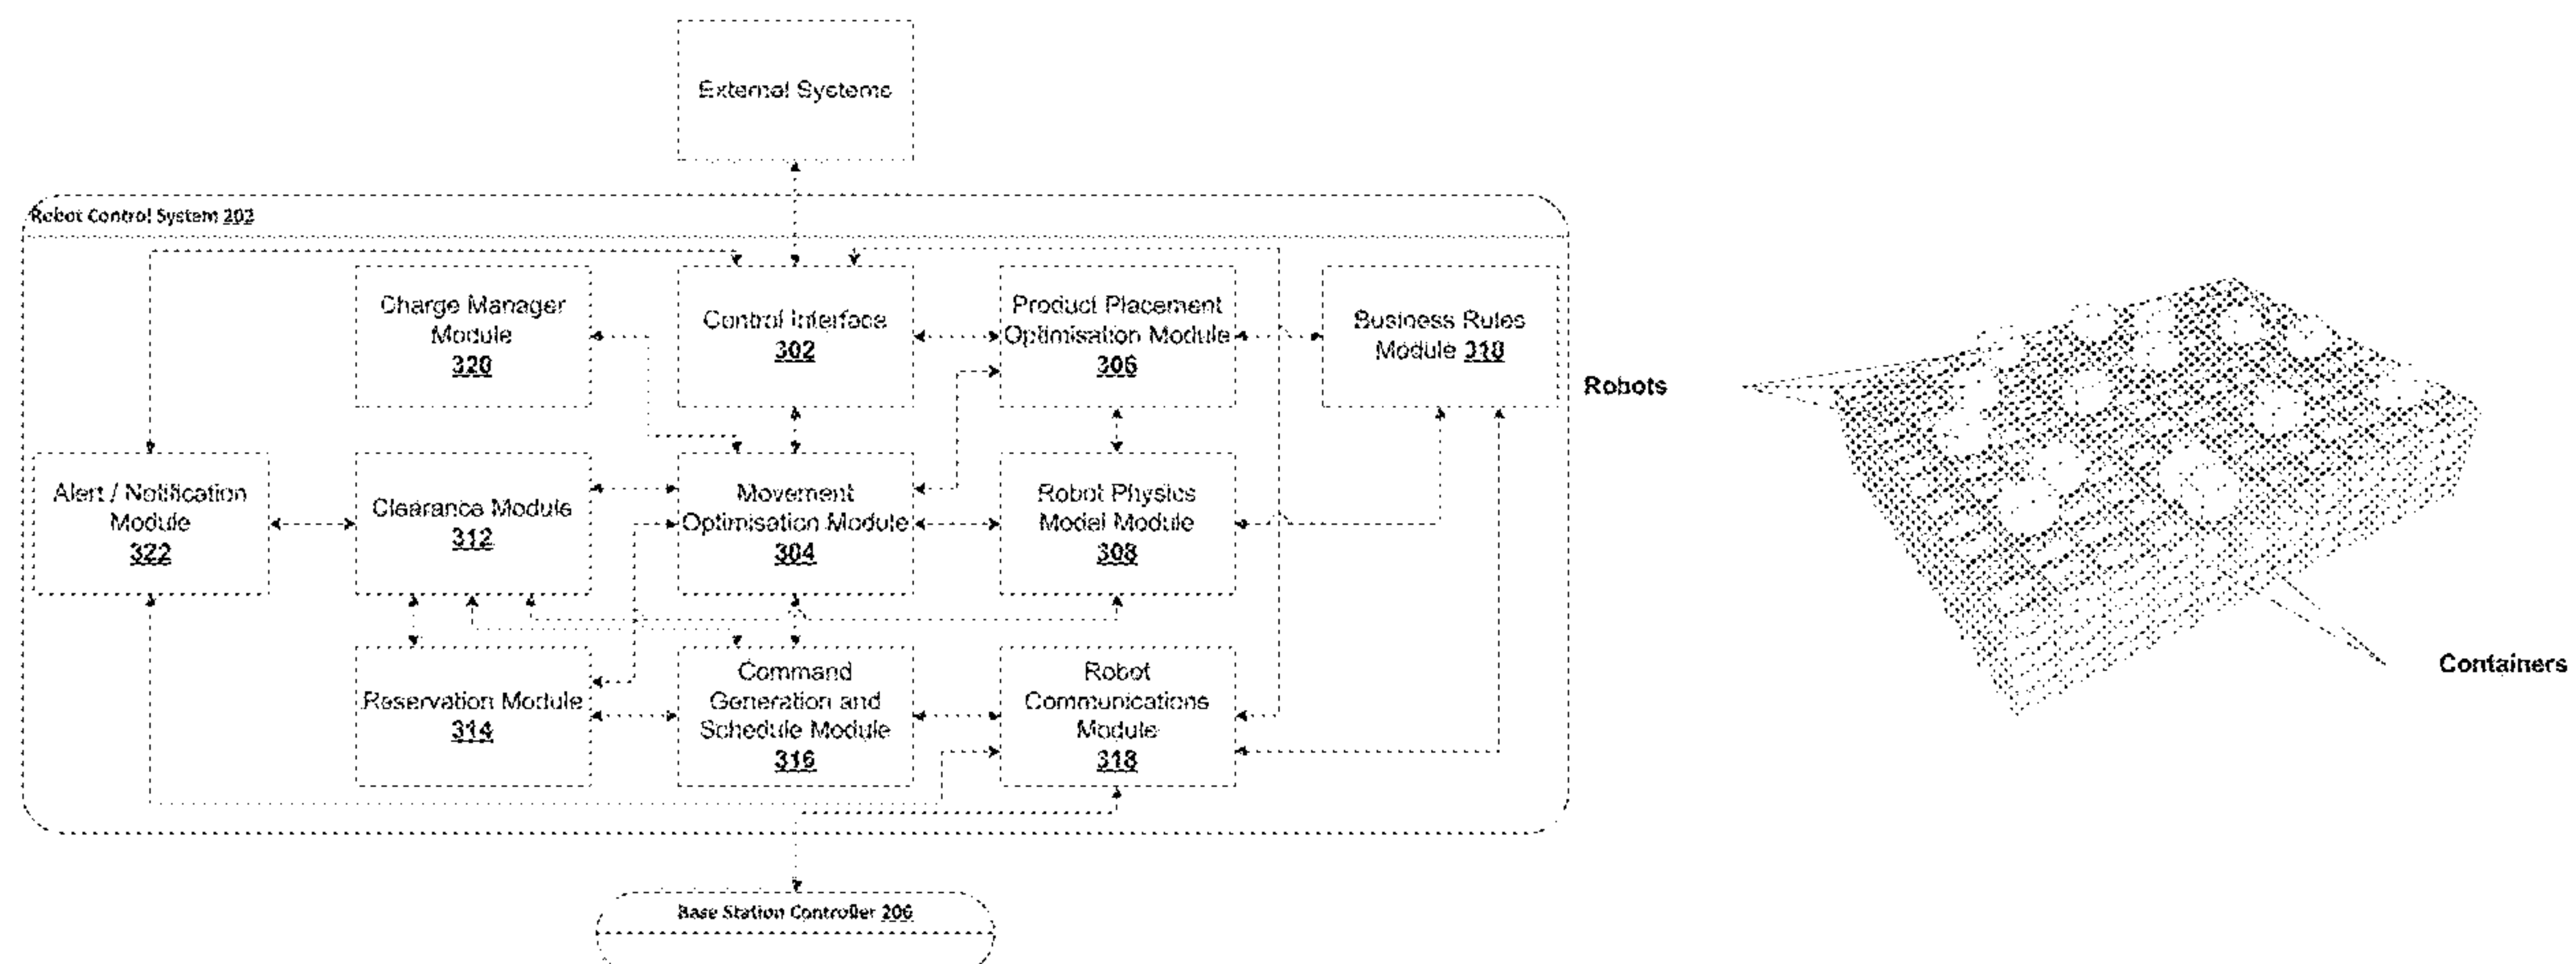 External Systems
Robot Control System 202
Charge Manager
Module
320
Control Interface
302
Product Placement
Optimisation Module
306
Business Rules
Module 310
Robots
Alert / Notification
Module
322
Clearance Module
312
Movement
Optimisation Module
304
Robot Physics
Model Module
308
Reservation Module
314
Command
Generation and
Schedule Module
316
Robot
Communications
Module
318
Containers
Base Station Controller 206